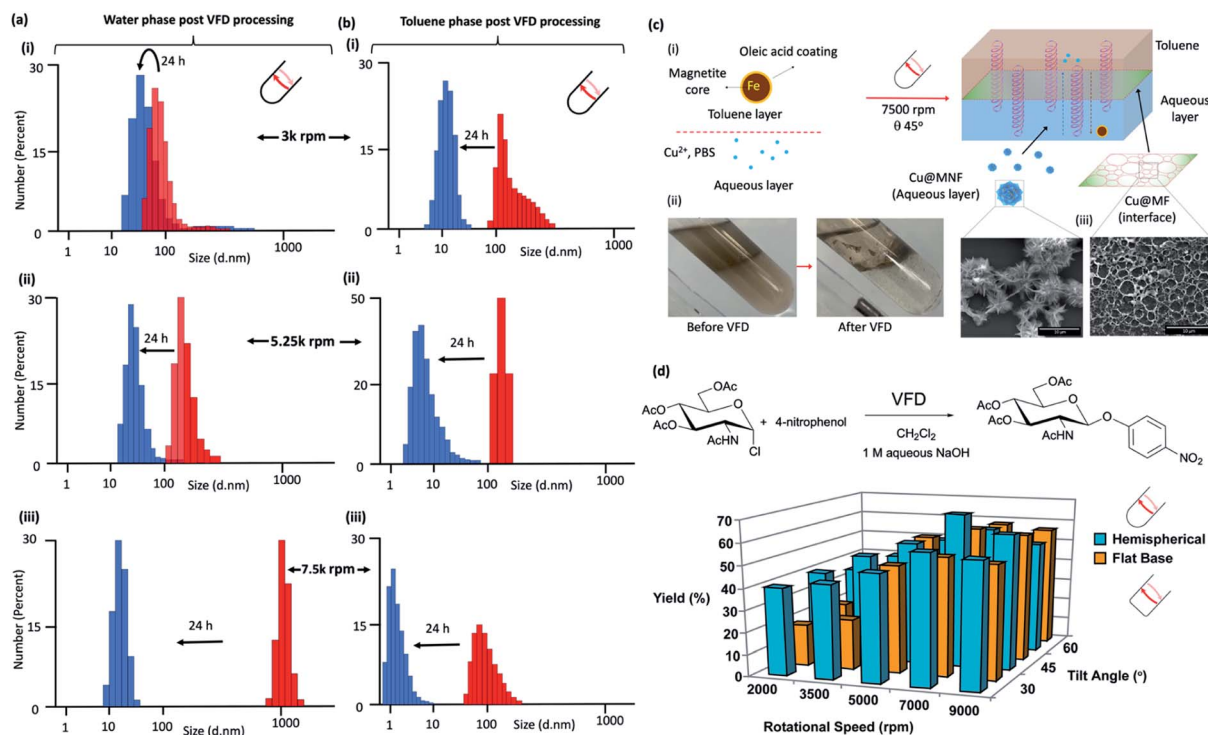 (a)
Water phase post VFD processing
(i)
30
15
0
Number (Percent)
24 h
1
10
100
1000
Size (d.nm)
3k rpm
(ii)
30
15
0
Number (Percent)
24 h
1
10
100
1000
Size (d.nm)
5.25k rpm
(iii)
30
15
0
Number (Percent)
24 h
1
10
100
1000
Size (d.nm)
7.5k rpm
(b)
Toluene phase post VFD processing
(i)
30
15
0
24 h
1
10
100
1000
Size (d.nm)
(ii)
50
20
0
24 h
1
10
100
1000
Size (d.nm)
(iii)
30
15
0
24 h
1
10
100
1000
Size (d.nm)
(c)
(i)
Oleic acid coating
Magnetite
core
Fe
Toluene layer
Cu²⁺, PBS
Aqueous layer
7500 rpm
θ 45°
Toluene
Aqueous
layer
Cu@MNF
(Aqueous layer)
Cu@MF
(interface)
(ii)
Before VFD
After VFD
(iii)
10 µm
10 µm
(d)
OAc
AcO
AcO
AcHN
Cl
+ 4-nitrophenol
VFD
CH₂Cl₂
1 M aqueous NaOH
OAc
AcO
AcO
AcHN
O
O
NO₂
Hemispherical
Flat Base
Yield (%)
70
60
50
40
30
20
10
0
2000
3500
5000
7000
9000
Rotational Speed (rpm)
30
45
60
Tilt Angle (°)